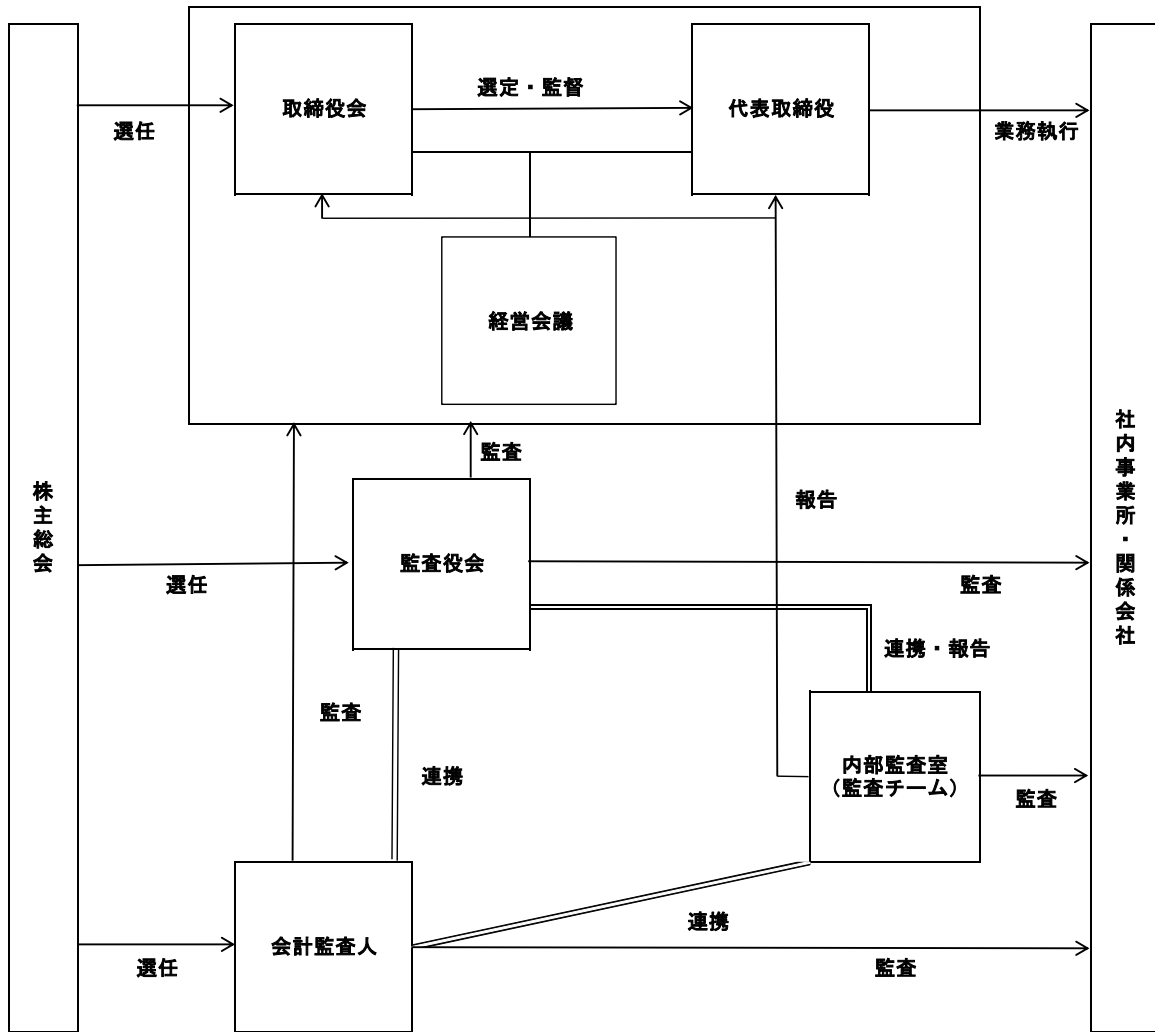 取締役会
選定・監督
代表取締役
選任
業務執行
経営会議
監査
株主総会
社内事業所・関係会社
報告
監査役会
選任
監査
連携・報告
監査
連携
内部監査室
（監査チーム）
監査
連携
会計監査人
選任
監査